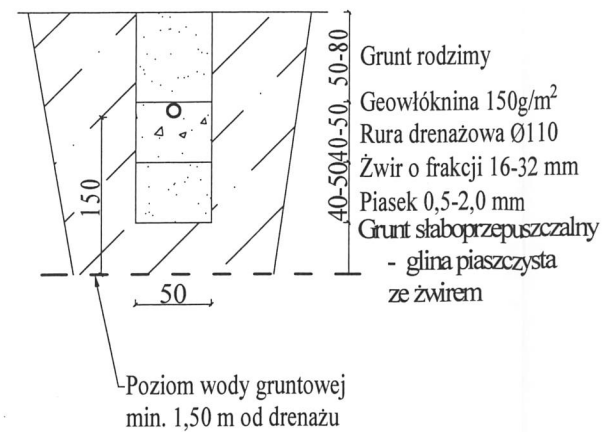 50-80
40-50
40-50
150
50
Grunt rodzimy
Geowłóknina 150g/m²
Rura drenażowa Ø110
Żwir o frakcji 16-32 mm
Piasek 0,5-2,0 mm
Grunt słaboprzepuszczalny
- glina piaszczysta
ze żwirem
Poziom wody gruntowej
min. 1,50 m od drenażu